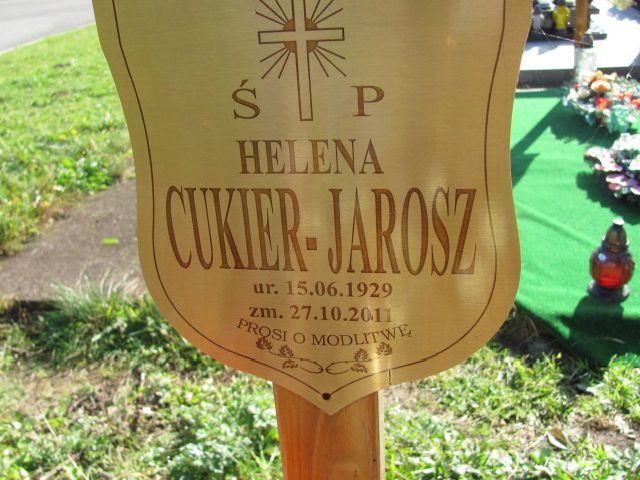 Ś P
HELENA
CUKIER-JAROSZ
ur. 15.06.1929
zm. 27.10.2011
PROSI O MODLITWĘ